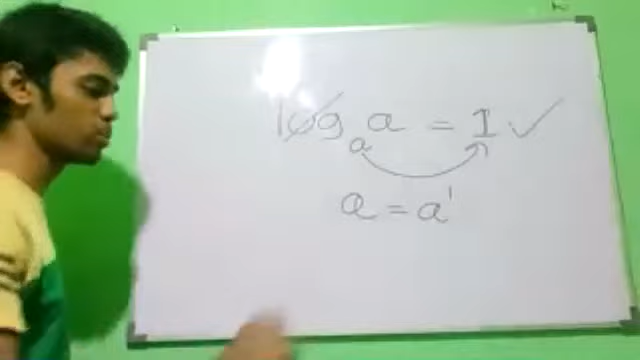 logₐ a = 1 ✓
a = a¹